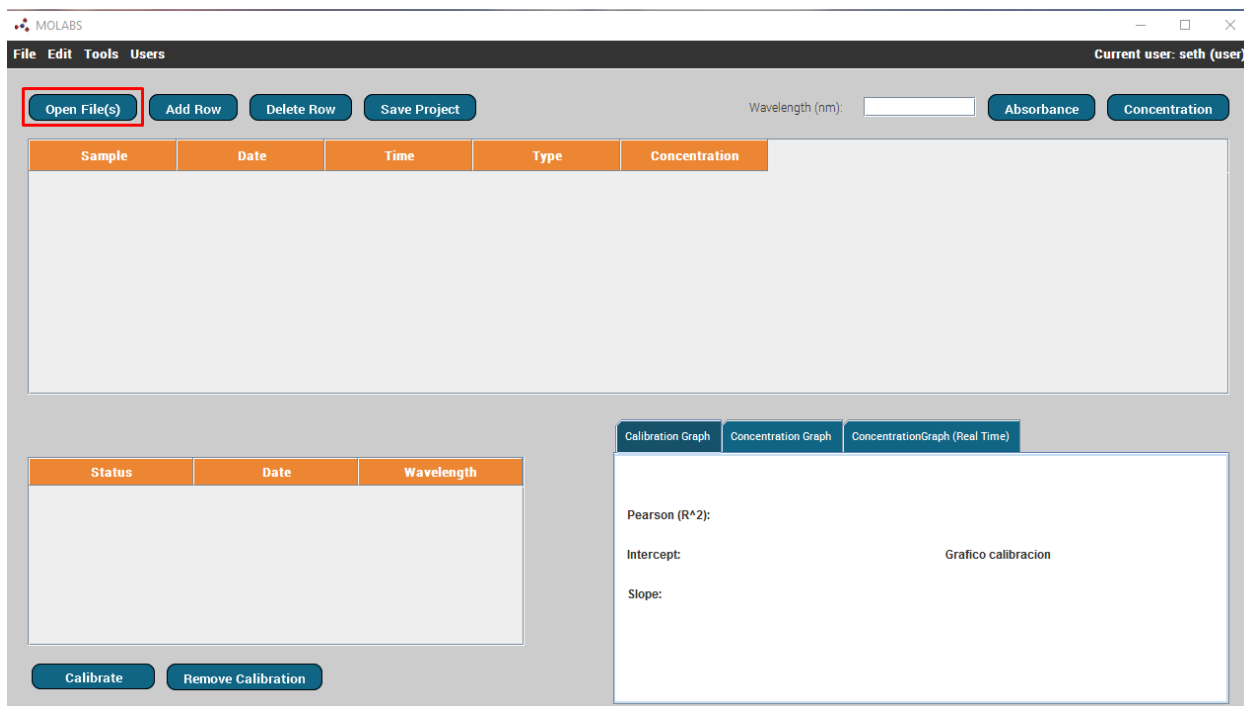 MOLABS
File Edit Tools Users
Current user: seth (user)
Open File(s) Add Row Delete Row Save Project
Wavelength (nm): Absorbance Concentration
Sample Date Time Type Concentration
Calibration Graph Concentration Graph ConcentrationGraph (Real Time)
Status Date Wavelength
Pearson (R^2):
Intercept:
Grafico calibracion
Slope:
Calibrate Remove Calibration